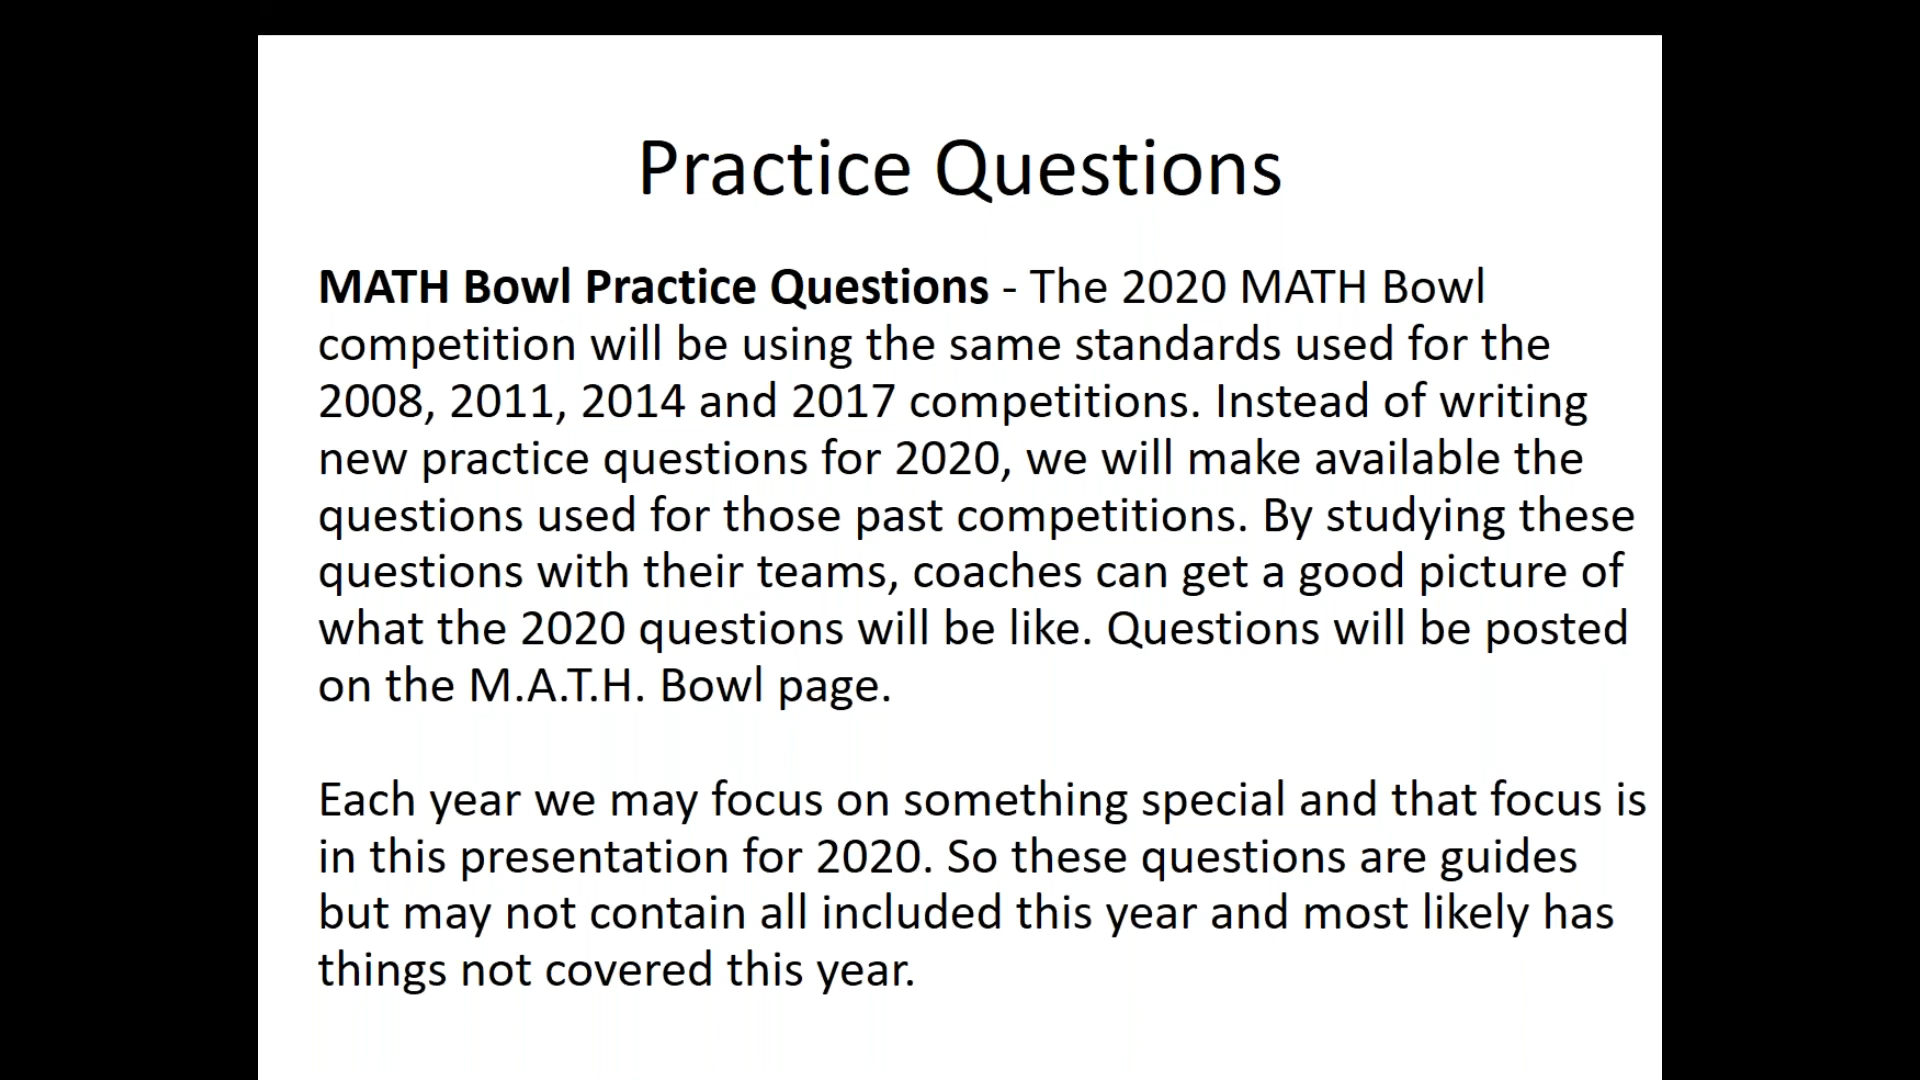 Practice Questions
MATH Bowl Practice Questions - The 2020 MATH Bowl
competition will be using the same standards used for the
2008, 2011, 2014 and 2017 competitions. Instead of writing
new practice questions for 2020, we will make available the
questions used for those past competitions. By studying these
questions with their teams, coaches can get a good picture of
what the 2020 questions will be like. Questions will be posted
on the M.A.T.H. Bowl page.
Each year we may focus on something special and that focus is
in this presentation for 2020. So these questions are guides
but may not contain all included this year and most likely has
things not covered this year.